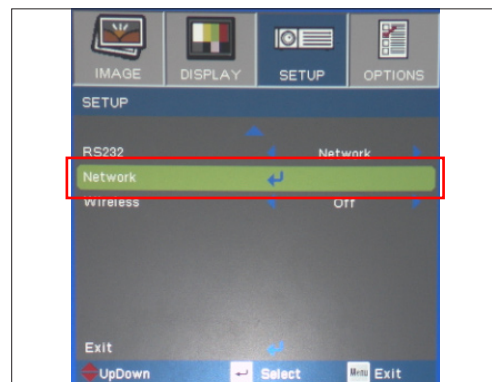 IMAGE DISPLAY SETUP OPTIONS
SETUP
RS232 Network
Network
Wireless Off
Exit
UpDown Select Menu Exit